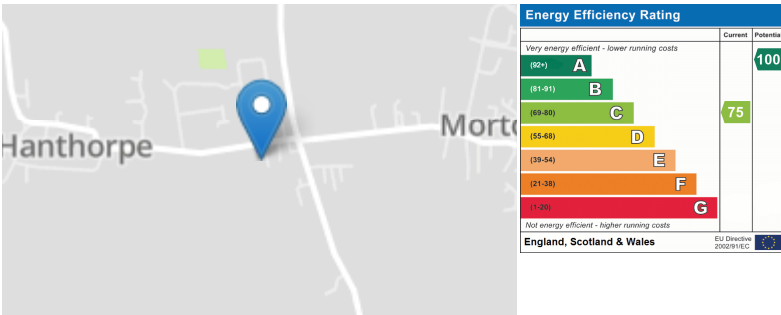 Hanthorpe
Energy Efficiency Rating
Current
Very energy efficient - lower running costs
(92+) A
100
(81-91) B
(69-80) C
75
(55-68) D
(39-54) E
(21-38) F
(1-20) G
Not energy efficient - higher running costs
England, Scotland & Wales
EU Directive
2002/91/EC